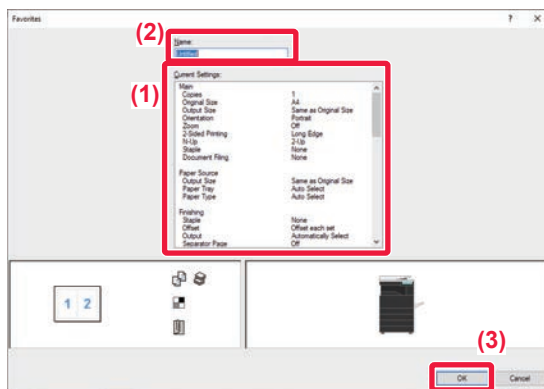 Favorites ? X
(2)
Name:
Untitled
(1)
Current Settings:
Main
Copies 1
Original Size A4
Output Size Same as Original Size
Orientation Portrait
Zoom Off
2-Sided Printing Long Edge
N-Up 2-Up
Staple None
Document Filing None
Paper Source
Output Size Same as Original Size
Paper Tray Auto Select
Paper Type Auto Select
Finishing
Staple None
Offset Offset each set
Output Automatically Select
Separator Page Off
1 2
(3)
OK Cancel